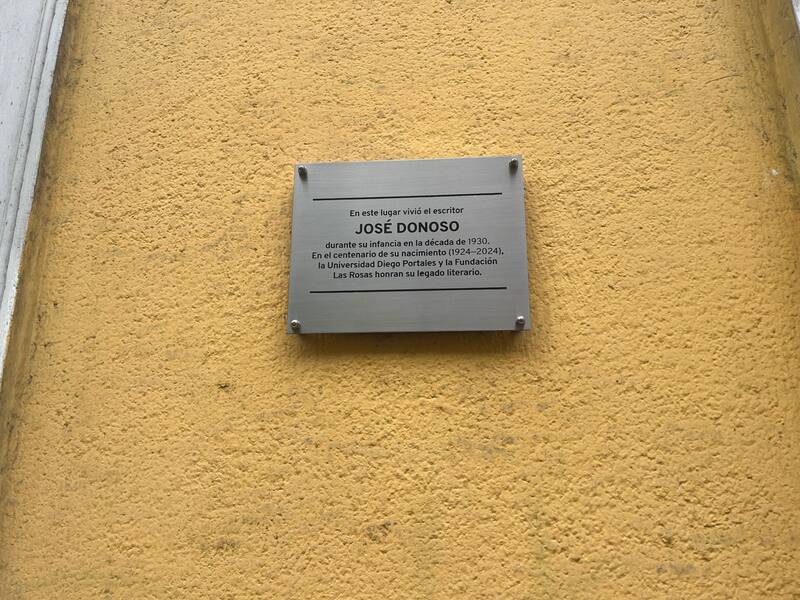 En este lugar vivió el escritor
JOSÉ DONOSO
durante su infancia en la década de 1930.
En el centenario de su nacimiento (1924–2024),
la Universidad Diego Portales y la Fundación
Las Rosas honran su legado literario.